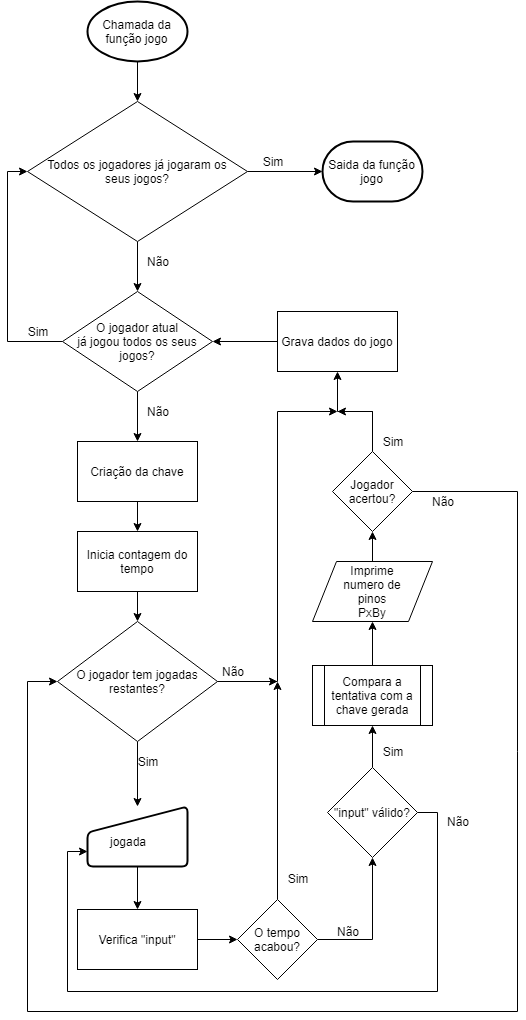 Chamada da
função jogo
Todos os jogadores já jogaram os
seus jogos?
Sim
Saida da função
jogo
Não
O jogador atual
já jogou todos os seus
jogos?
Sim
Grava dados do jogo
Não
Criação da chave
Inicia contagem do
tempo
O jogador tem jogadas
restantes?
Não
Sim
jogada
Verifica "input"
O tempo
acabou?
Sim
Não
"input" válido?
Não
Sim
Compara a
tentativa com a
chave gerada
Imprime
numero de
pinos
PxBy
Jogador
acertou?
Sim
Não